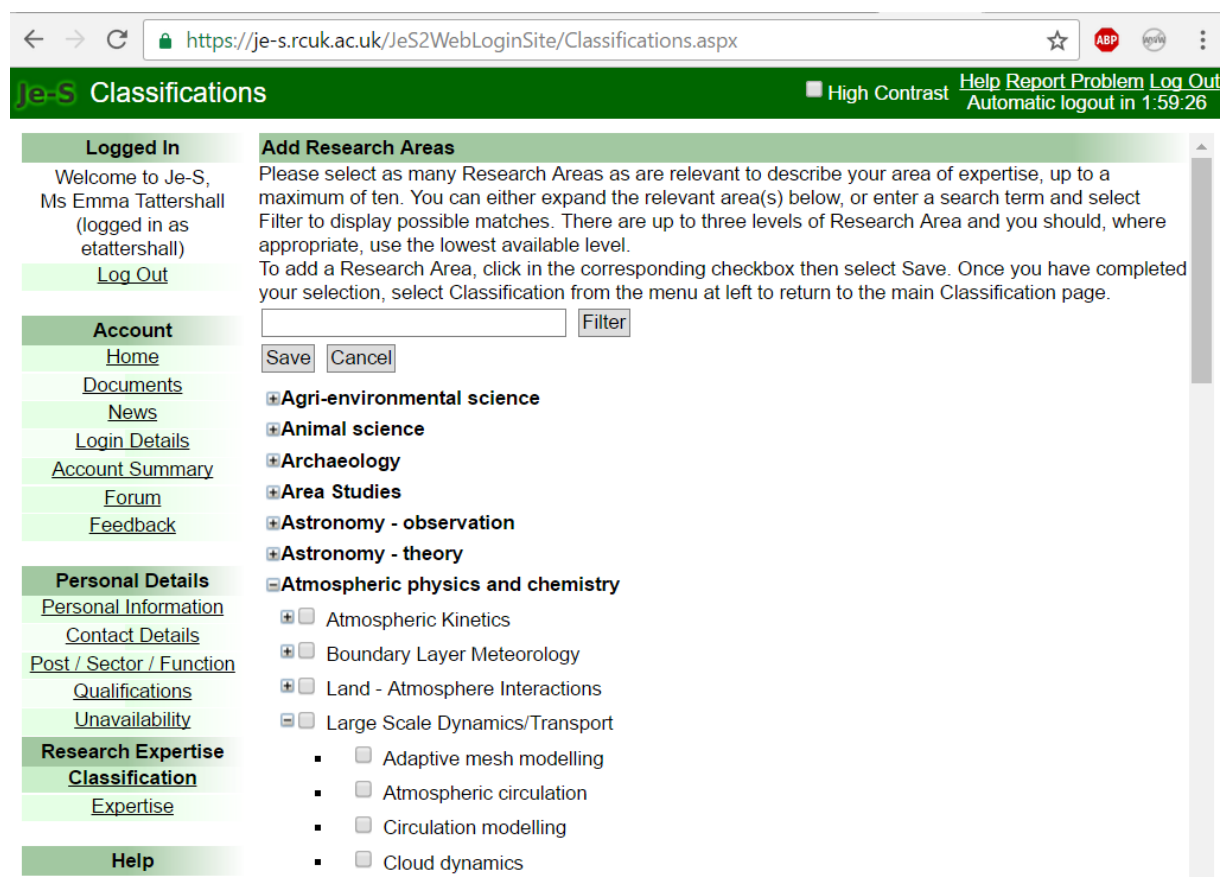 https://je-s.rcuk.ac.uk/JeS2WebLoginSite/Classifications.aspx
ABP
Je-S Classifications
High Contrast
Help Report Problem Log Out
Automatic logout in 1:59:26
Logged In
Welcome to Je-S,
Ms Emma Tattershall
(logged in as
etattershall)
Log Out
Account
Home
Documents
News
Login Details
Account Summary
Forum
Feedback
Personal Details
Personal Information
Contact Details
Post / Sector / Function
Qualifications
Unavailability
Research Expertise
Classification
Expertise
Help
Add Research Areas
Please select as many Research Areas as are relevant to describe your area of expertise, up to a
maximum of ten. You can either expand the relevant area(s) below, or enter a search term and select
Filter to display possible matches. There are up to three levels of Research Area and you should, where
appropriate, use the lowest available level.
To add a Research Area, click in the corresponding checkbox then select Save. Once you have completed
your selection, select Classification from the menu at left to return to the main Classification page.
Filter
Save Cancel
Agri-environmental science
Animal science
Archaeology
Area Studies
Astronomy - observation
Astronomy - theory
Atmospheric physics and chemistry
Atmospheric Kinetics
Boundary Layer Meteorology
Land - Atmosphere Interactions
Large Scale Dynamics/Transport
Adaptive mesh modelling
Atmospheric circulation
Circulation modelling
Cloud dynamics